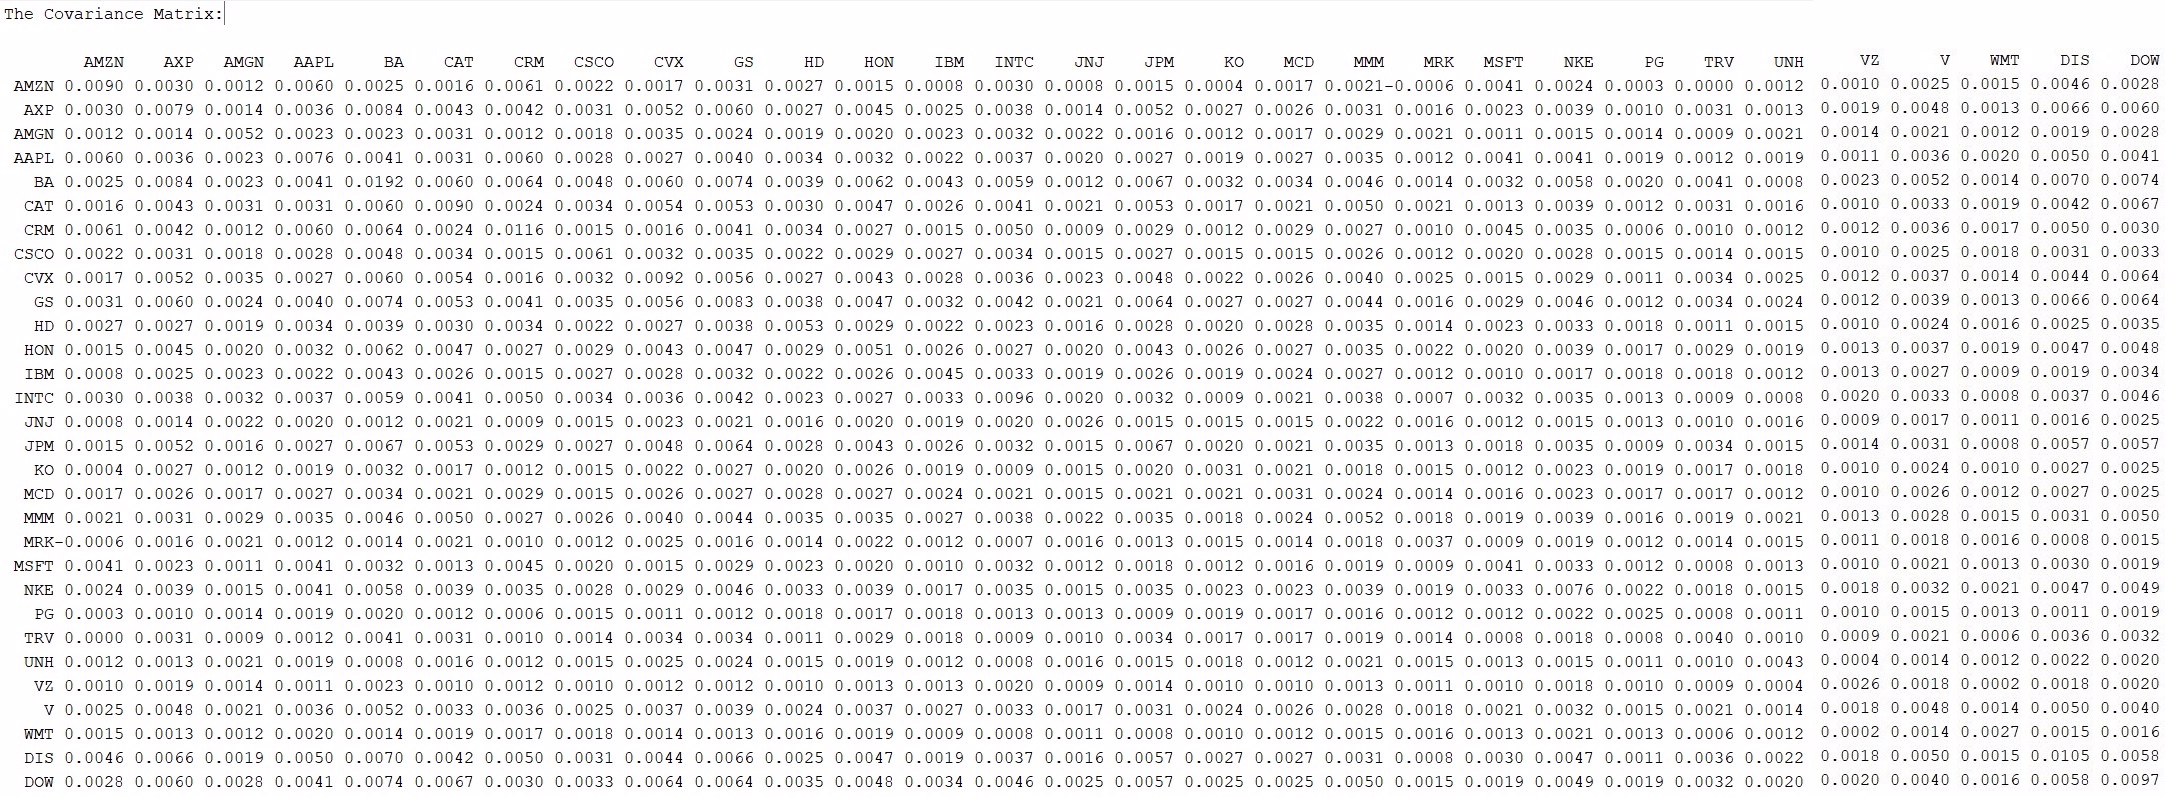 The Covariance Matrix:
AMZN AXP AMGN AAPL BA CAT CRM CSCO CVX GS HD HON IBM INTC JNJ JPM KO MCD MMM MRK MSFT NKE PG TRV UNH VZ V WMT DIS DOW
AMZN 0.0090 0.0030 0.0012 0.0060 0.0025 0.0016 0.0061 0.0022 0.0017 0.0031 0.0027 0.0015 0.0008 0.0030 0.0008 0.0015 0.0004 0.0017 0.0021-0.0006 0.0041 0.0024 0.0003 0.0000 0.0012 0.0010 0.0025 0.0015 0.0046 0.0028
AXP 0.0030 0.0079 0.0014 0.0036 0.0084 0.0043 0.0042 0.0031 0.0052 0.0060 0.0027 0.0045 0.0025 0.0038 0.0014 0.0052 0.0027 0.0026 0.0031 0.0016 0.0023 0.0039 0.0010 0.0031 0.0013 0.0019 0.0048 0.0013 0.0066 0.0060
AMGN 0.0012 0.0014 0.0052 0.0023 0.0023 0.0031 0.0012 0.0018 0.0035 0.0024 0.0019 0.0020 0.0023 0.0032 0.0022 0.0016 0.0012 0.0017 0.0029 0.0021 0.0011 0.0015 0.0014 0.0009 0.0021 0.0014 0.0021 0.0012 0.0019 0.0028
AAPL 0.0060 0.0036 0.0023 0.0076 0.0041 0.0031 0.0060 0.0028 0.0027 0.0040 0.0034 0.0032 0.0022 0.0037 0.0020 0.0027 0.0019 0.0027 0.0035 0.0012 0.0041 0.0041 0.0019 0.0012 0.0019 0.0011 0.0036 0.0020 0.0050 0.0041
BA 0.0025 0.0084 0.0023 0.0041 0.0192 0.0060 0.0064 0.0048 0.0060 0.0074 0.0039 0.0062 0.0043 0.0059 0.0012 0.0067 0.0032 0.0034 0.0046 0.0014 0.0032 0.0058 0.0020 0.0041 0.0008 0.0023 0.0052 0.0014 0.0070 0.0074
CAT 0.0016 0.0043 0.0031 0.0031 0.0060 0.0090 0.0024 0.0034 0.0054 0.0053 0.0030 0.0047 0.0026 0.0041 0.0021 0.0053 0.0017 0.0021 0.0050 0.0021 0.0013 0.0039 0.0012 0.0031 0.0016 0.0010 0.0033 0.0019 0.0042 0.0067
CRM 0.0061 0.0042 0.0012 0.0060 0.0064 0.0024 0.0116 0.0015 0.0016 0.0041 0.0034 0.0027 0.0015 0.0050 0.0009 0.0029 0.0012 0.0029 0.0027 0.0010 0.0045 0.0035 0.0006 0.0010 0.0012 0.0012 0.0036 0.0017 0.0050 0.0030
CSCO 0.0022 0.0031 0.0018 0.0028 0.0048 0.0034 0.0015 0.0061 0.0032 0.0035 0.0022 0.0029 0.0027 0.0034 0.0015 0.0027 0.0015 0.0015 0.0026 0.0012 0.0020 0.0028 0.0015 0.0014 0.0015 0.0010 0.0025 0.0018 0.0031 0.0033
CVX 0.0017 0.0052 0.0035 0.0027 0.0060 0.0054 0.0016 0.0032 0.0092 0.0056 0.0027 0.0043 0.0028 0.0036 0.0023 0.0048 0.0022 0.0026 0.0040 0.0025 0.0015 0.0029 0.0011 0.0034 0.0025 0.0012 0.0037 0.0014 0.0044 0.0064
GS 0.0031 0.0060 0.0024 0.0040 0.0074 0.0053 0.0041 0.0035 0.0056 0.0083 0.0038 0.0047 0.0032 0.0042 0.0021 0.0064 0.0027 0.0027 0.0044 0.0016 0.0029 0.0046 0.0012 0.0034 0.0024 0.0012 0.0039 0.0013 0.0066 0.0064
HD 0.0027 0.0027 0.0019 0.0034 0.0039 0.0030 0.0034 0.0022 0.0027 0.0038 0.0053 0.0029 0.0022 0.0023 0.0016 0.0028 0.0020 0.0028 0.0035 0.0014 0.0023 0.0033 0.0018 0.0011 0.0015 0.0010 0.0024 0.0016 0.0025 0.0035
HON 0.0015 0.0045 0.0020 0.0032 0.0062 0.0047 0.0027 0.0029 0.0043 0.0047 0.0029 0.0051 0.0026 0.0027 0.0020 0.0043 0.0026 0.0027 0.0035 0.0022 0.0020 0.0039 0.0017 0.0029 0.0019 0.0013 0.0037 0.0019 0.0047 0.0048
IBM 0.0008 0.0025 0.0023 0.0022 0.0043 0.0026 0.0015 0.0027 0.0028 0.0032 0.0022 0.0026 0.0045 0.0033 0.0019 0.0026 0.0019 0.0024 0.0027 0.0012 0.0010 0.0017 0.0018 0.0018 0.0012 0.0013 0.0027 0.0009 0.0019 0.0034
INTC 0.0030 0.0038 0.0032 0.0037 0.0059 0.0041 0.0050 0.0034 0.0036 0.0042 0.0023 0.0027 0.0033 0.0096 0.0020 0.0032 0.0009 0.0021 0.0038 0.0007 0.0032 0.0035 0.0013 0.0009 0.0008 0.0020 0.0033 0.0008 0.0037 0.0046
JNJ 0.0008 0.0014 0.0022 0.0020 0.0012 0.0021 0.0009 0.0015 0.0023 0.0021 0.0016 0.0020 0.0019 0.0020 0.0026 0.0015 0.0015 0.0015 0.0022 0.0016 0.0012 0.0015 0.0013 0.0010 0.0016 0.0009 0.0017 0.0011 0.0016 0.0025
JPM 0.0015 0.0052 0.0016 0.0027 0.0067 0.0053 0.0029 0.0027 0.0048 0.0064 0.0028 0.0043 0.0026 0.0032 0.0015 0.0067 0.0020 0.0021 0.0035 0.0013 0.0018 0.0035 0.0009 0.0034 0.0015 0.0014 0.0031 0.0008 0.0057 0.0057
KO 0.0004 0.0027 0.0012 0.0019 0.0032 0.0017 0.0012 0.0015 0.0022 0.0027 0.0020 0.0026 0.0019 0.0009 0.0015 0.0020 0.0031 0.0021 0.0018 0.0015 0.0012 0.0023 0.0019 0.0017 0.0018 0.0010 0.0024 0.0010 0.0027 0.0025
MCD 0.0017 0.0026 0.0017 0.0027 0.0034 0.0021 0.0029 0.0015 0.0026 0.0027 0.0028 0.0027 0.0024 0.0021 0.0015 0.0021 0.0021 0.0031 0.0024 0.0014 0.0016 0.0023 0.0017 0.0017 0.0012 0.0010 0.0026 0.0012 0.0027 0.0025
MMM 0.0021 0.0031 0.0029 0.0035 0.0046 0.0050 0.0027 0.0026 0.0040 0.0044 0.0035 0.0035 0.0027 0.0038 0.0022 0.0035 0.0018 0.0024 0.0052 0.0018 0.0019 0.0039 0.0016 0.0019 0.0021 0.0013 0.0028 0.0015 0.0031 0.0050
MRK-0.0006 0.0016 0.0021 0.0012 0.0014 0.0021 0.0010 0.0012 0.0025 0.0016 0.0014 0.0022 0.0012 0.0007 0.0016 0.0013 0.0015 0.0014 0.0018 0.0037 0.0009 0.0019 0.0012 0.0014 0.0015 0.0011 0.0018 0.0016 0.0008 0.0015
MSFT 0.0041 0.0023 0.0011 0.0041 0.0032 0.0013 0.0045 0.0020 0.0015 0.0029 0.0023 0.0020 0.0010 0.0032 0.0012 0.0018 0.0012 0.0016 0.0019 0.0009 0.0041 0.0033 0.0012 0.0008 0.0013 0.0010 0.0021 0.0013 0.0030 0.0019
NKE 0.0024 0.0039 0.0015 0.0041 0.0058 0.0039 0.0035 0.0028 0.0029 0.0046 0.0033 0.0039 0.0017 0.0035 0.0015 0.0035 0.0023 0.0023 0.0039 0.0019 0.0033 0.0076 0.0022 0.0018 0.0015 0.0018 0.0032 0.0021 0.0047 0.0049
PG 0.0003 0.0010 0.0014 0.0019 0.0020 0.0012 0.0006 0.0015 0.0011 0.0012 0.0018 0.0017 0.0018 0.0013 0.0013 0.0009 0.0019 0.0017 0.0016 0.0012 0.0012 0.0022 0.0025 0.0008 0.0011 0.0010 0.0015 0.0013 0.0011 0.0019
TRV 0.0000 0.0031 0.0009 0.0012 0.0041 0.0031 0.0010 0.0014 0.0034 0.0034 0.0011 0.0029 0.0018 0.0009 0.0010 0.0034 0.0017 0.0017 0.0019 0.0014 0.0008 0.0018 0.0008 0.0040 0.0010 0.0009 0.0021 0.0006 0.0036 0.0032
UNH 0.0012 0.0013 0.0021 0.0019 0.0008 0.0016 0.0012 0.0015 0.0025 0.0024 0.0015 0.0019 0.0012 0.0008 0.0016 0.0015 0.0018 0.0012 0.0021 0.0015 0.0013 0.0015 0.0011 0.0010 0.0043 0.0004 0.0014 0.0012 0.0022 0.0020
VZ 0.0010 0.0019 0.0014 0.0011 0.0023 0.0010 0.0012 0.0010 0.0012 0.0012 0.0010 0.0013 0.0013 0.0020 0.0009 0.0014 0.0010 0.0010 0.0013 0.0011 0.0010 0.0018 0.0010 0.0009 0.0004 0.0026 0.0018 0.0002 0.0018 0.0020
V 0.0025 0.0048 0.0021 0.0036 0.0052 0.0033 0.0036 0.0025 0.0037 0.0039 0.0024 0.0037 0.0027 0.0033 0.0017 0.0031 0.0024 0.0026 0.0028 0.0018 0.0021 0.0032 0.0015 0.0021 0.0014 0.0018 0.0048 0.0014 0.0050 0.0040
WMT 0.0015 0.0013 0.0012 0.0020 0.0014 0.0019 0.0017 0.0018 0.0014 0.0013 0.0016 0.0019 0.0009 0.0008 0.0011 0.0008 0.0010 0.0012 0.0015 0.0016 0.0013 0.0021 0.0013 0.0006 0.0012 0.0002 0.0014 0.0027 0.0015 0.0016
DIS 0.0046 0.0066 0.0019 0.0050 0.0070 0.0042 0.0050 0.0031 0.0044 0.0066 0.0025 0.0047 0.0019 0.0037 0.0016 0.0057 0.0027 0.0027 0.0031 0.0008 0.0030 0.0047 0.0011 0.0036 0.0022 0.0018 0.0050 0.0015 0.0105 0.0058
DOW 0.0028 0.0060 0.0028 0.0041 0.0074 0.0067 0.0030 0.0033 0.0064 0.0064 0.0035 0.0048 0.0034 0.0046 0.0025 0.0057 0.0025 0.0025 0.0050 0.0015 0.0019 0.0049 0.0019 0.0032 0.0020 0.0020 0.0040 0.0016 0.0058 0.0097